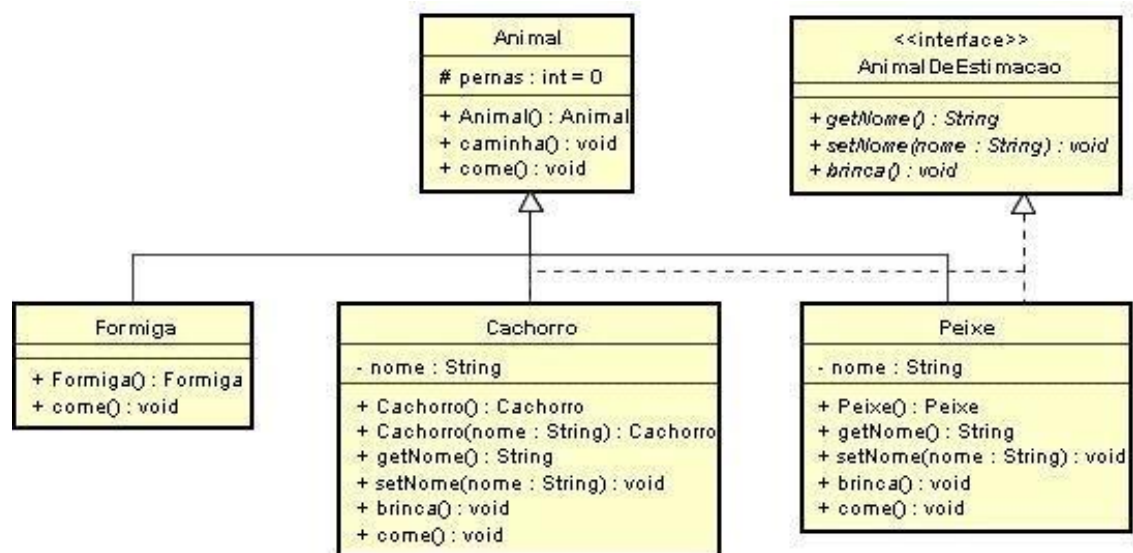 Animal
# pernas : int = 0
+ Animal() : Animal
+ caminha() : void
+ come() : void
<<interface>>
AnimalDeEstimacao
+ getNome() : String
+ setNome(nome : String) : void
+ brinca() : void
Formiga
+ Formiga() : Formiga
+ come() : void
Cachorro
- nome : String
+ Cachorro() : Cachorro
+ Cachorro(nome : String) : Cachorro
+ getNome() : String
+ setNome(nome : String) : void
+ brinca() : void
+ come() : void
Peixe
- nome : String
+ Peixe() : Peixe
+ getNome() : String
+ setNome(nome : String) : void
+ brinca() : void
+ come() : void